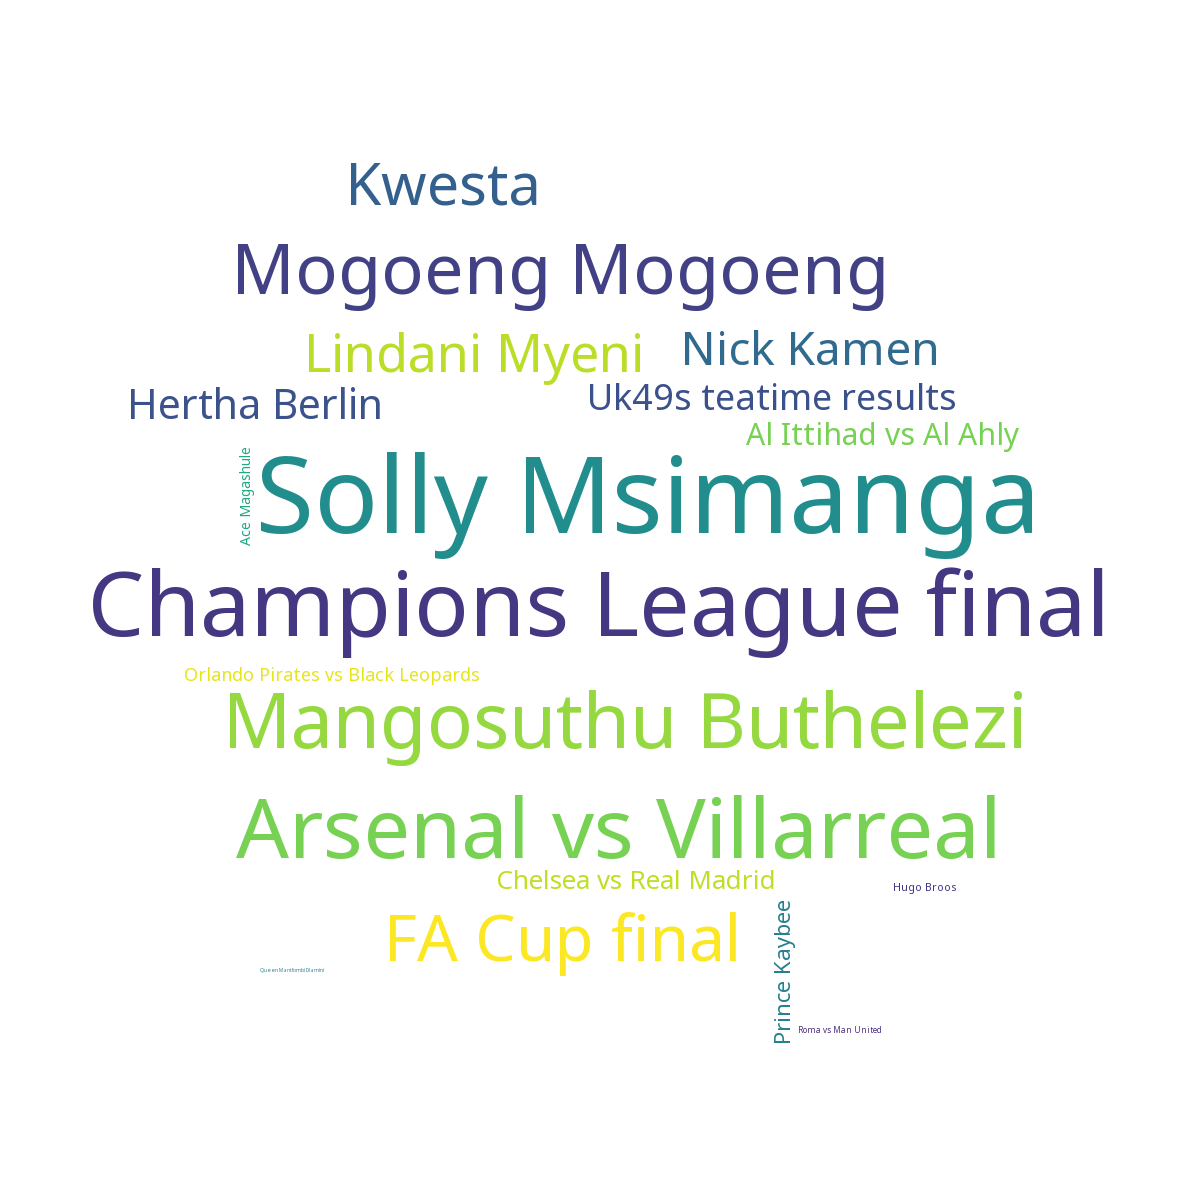 Kwesta
Mogoeng Mogoeng
Lindani Myeni
Nick Kamen
Hertha Berlin
Uk49s teatime results
Al Ittihad vs Al Ahly
Ace Magashule
Solly Msimanga
Champions League final
Orlando Pirates vs Black Leopards
Mangosuthu Buthelezi
Arsenal vs Villarreal
Chelsea vs Real Madrid
Hugo Broos
FA Cup final
Prince Kaybee
Queen Mantfombi Dlamini
Roma vs Man United